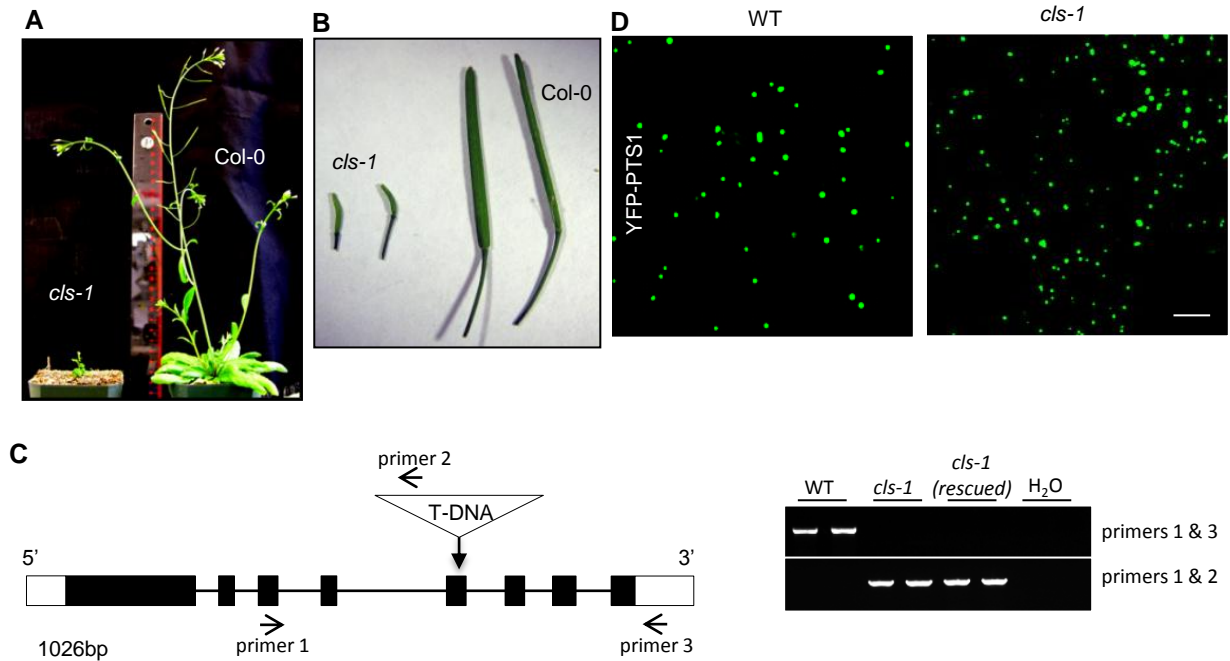 A
cls-1
Col-0
B
cls-1
Col-0
D
WT
cls-1
YFP-PTS1
C
primer 2
T-DNA
5’
3’
primer 1
primer 3
1026bp
WT
cls-1
cls-1
(rescued)
H2O
primers 1 & 3
primers 1 & 2